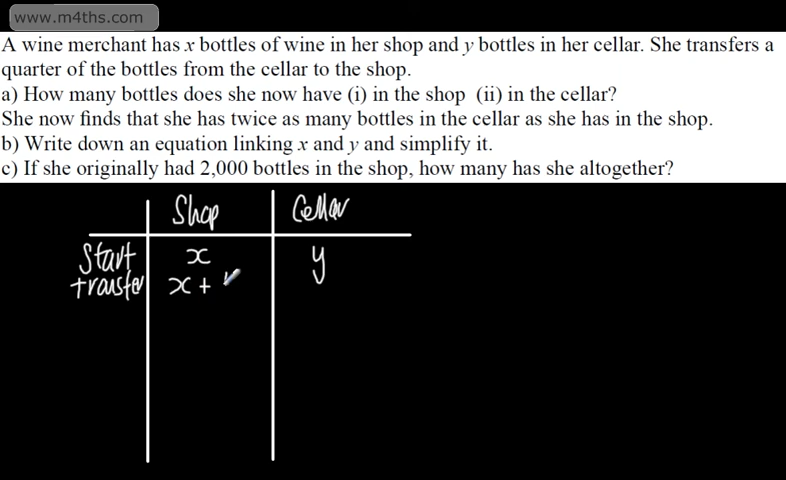 www.m4ths.com
A wine merchant has x bottles of wine in her shop and y bottles in her cellar. She transfers a
quarter of the bottles from the cellar to the shop.
a) How many bottles does she now have (i) in the shop (ii) in the cellar?
She now finds that she has twice as many bottles in the cellar as she has in the shop.
b) Write down an equation linking x and y and simplify it.
c) If she originally had 2,000 bottles in the shop, how many has she altogether?
Shop Cellar
Start x y
transfer x +